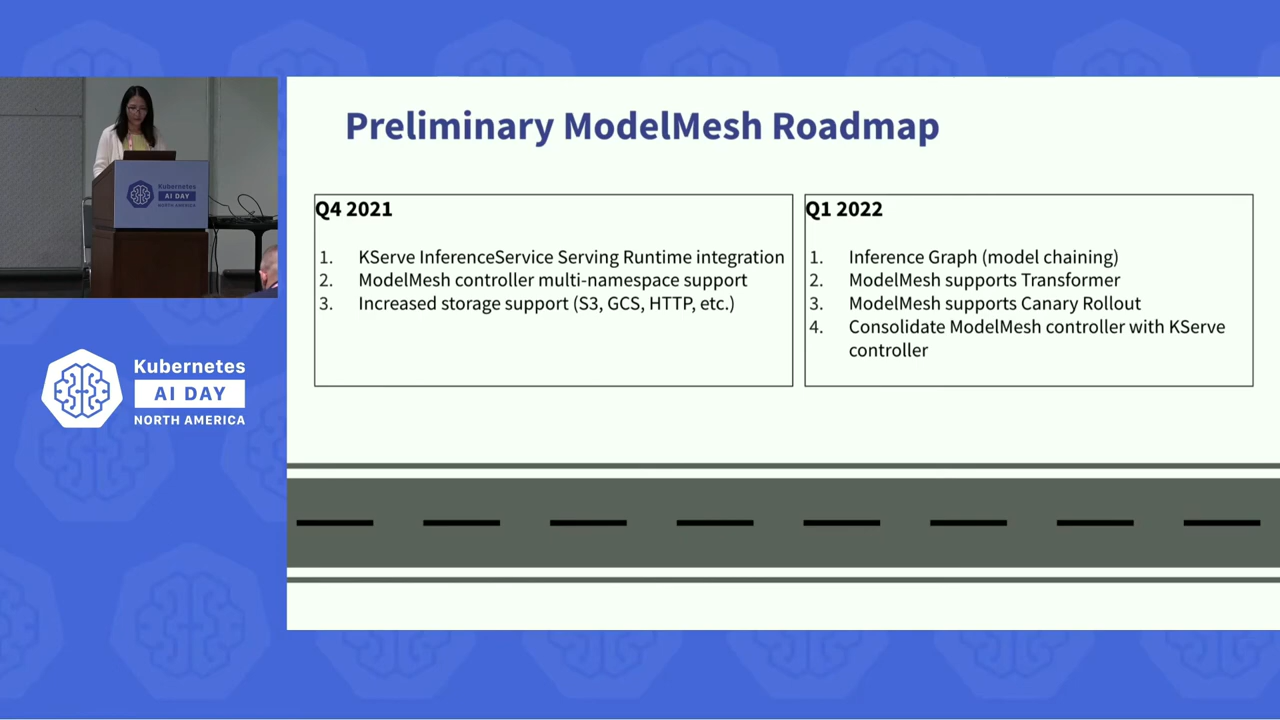 Preliminary ModelMesh Roadmap
Q4 2021
1. KServe InferenceService Serving Runtime integration
2. ModelMesh controller multi-namespace support
3. Increased storage support (S3, GCS, HTTP, etc.)
Q1 2022
1. Inference Graph (model chaining)
2. ModelMesh supports Transformer
3. ModelMesh supports Canary Rollout
4. Consolidate ModelMesh controller with KServe
controller
Kubernetes
AI DAY
NORTH AMERICA
Kubernetes
AI DAY
NORTH AMERICA